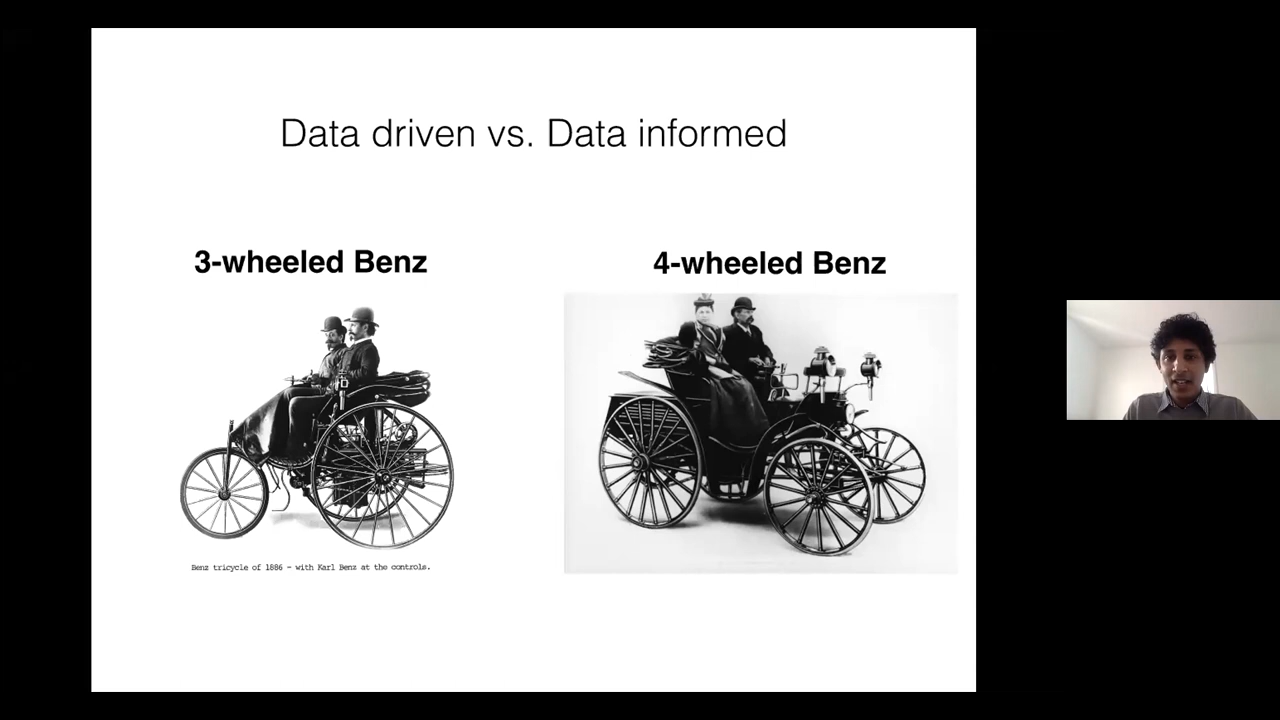 Data driven vs. Data informed
3-wheeled Benz
4-wheeled Benz
Benz tricycle of 1886 - with Karl Benz at the controls.